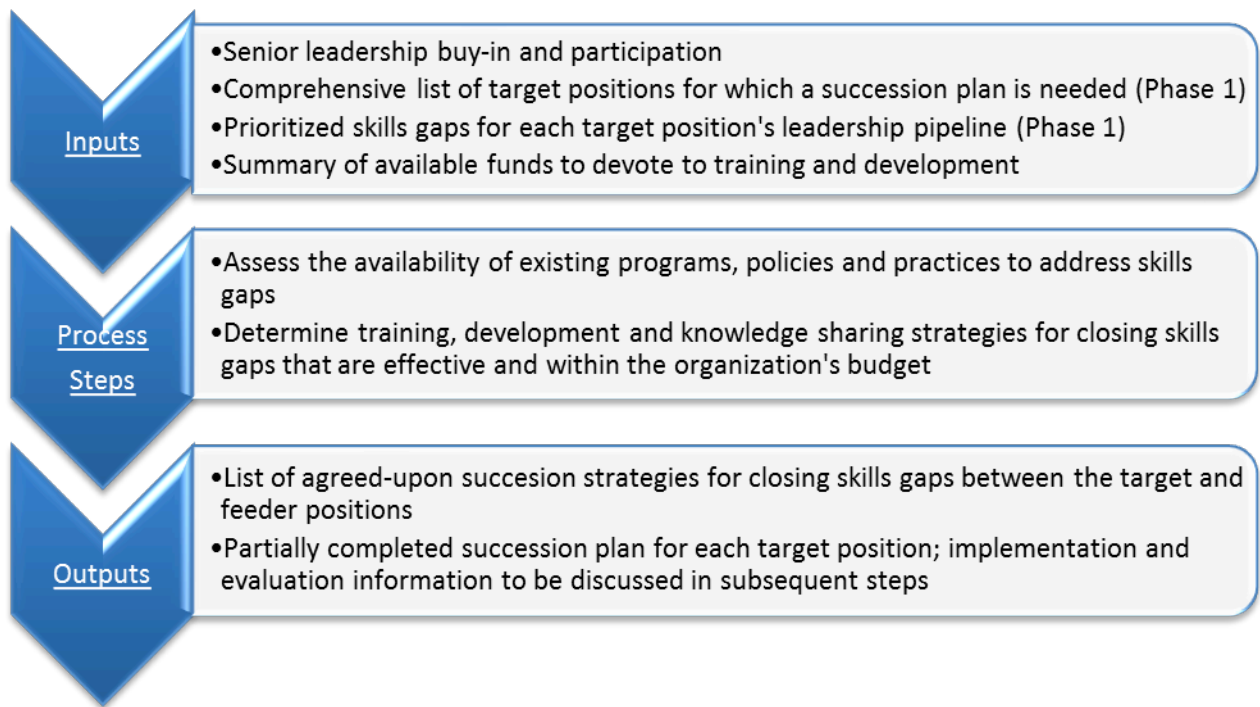 Inputs
•Senior leadership buy-in and participation
•Comprehensive list of target positions for which a succession plan is needed (Phase 1)
•Prioritized skills gaps for each target position's leadership pipeline (Phase 1)
•Summary of available funds to devote to training and development
Process
Steps
•Assess the availability of existing programs, policies and practices to address skills
gaps
•Determine training, development and knowledge sharing strategies for closing skills
gaps that are effective and within the organization's budget
Outputs
•List of agreed-upon succesion strategies for closing skills gaps between the target and
feeder positions
•Partially completed succession plan for each target position; implementation and
evaluation information to be discussed in subsequent steps